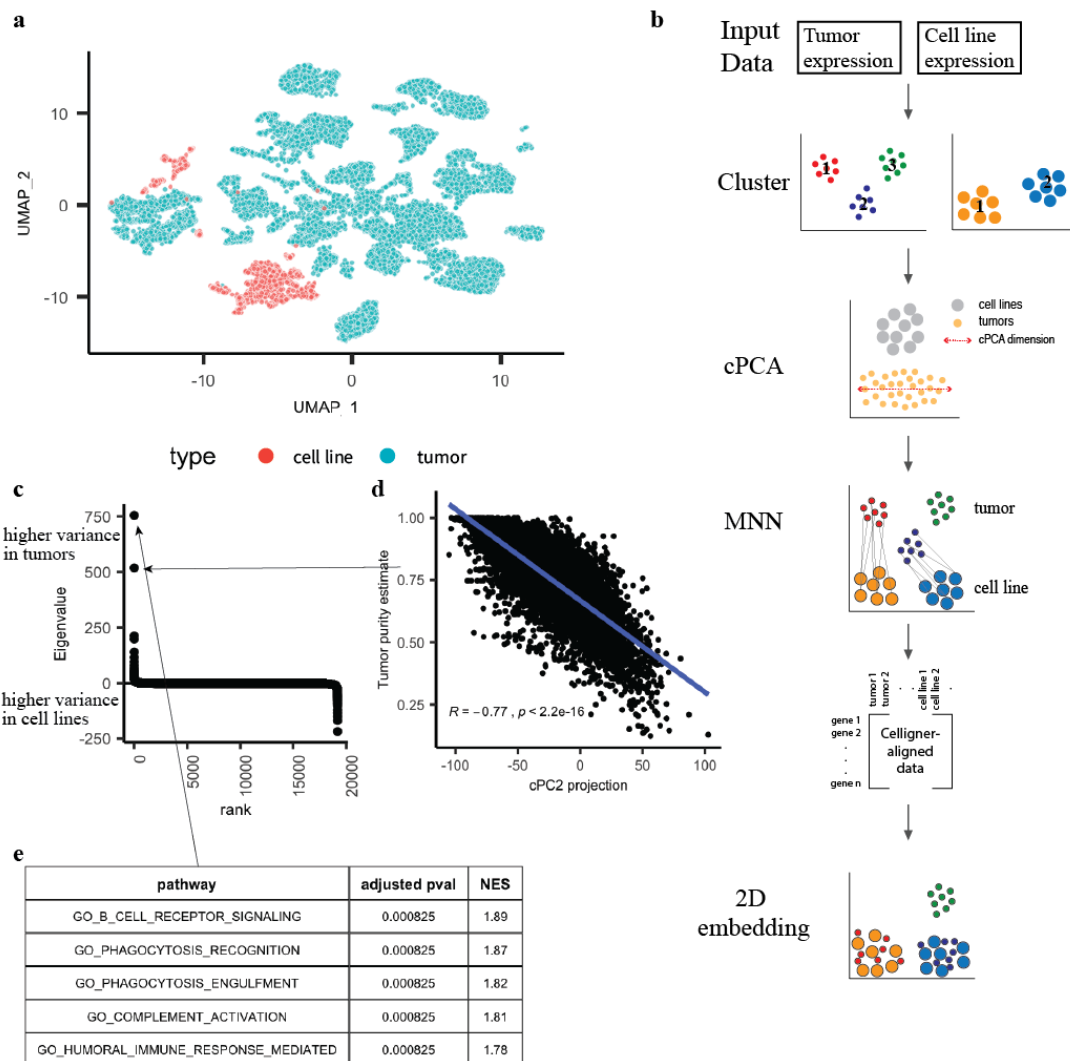 a
UMAP_2
10
0
-10
-10
0
10
UMAP_1
type
cell line
tumor
b
Input
Data
Tumor
expression
Cell line
expression
Cluster
1
3
2
1
2
cPCA
cell lines
tumors
cPCA dimension
MNN
tumor
cell line
tumor 1
tumor 2
.
.
cell line 1
cell line 2
gene 1
gene 2
.
.
.
gene n
Celligner-
aligned
data
2D
embedding
c
higher variance
in tumors
higher variance
in cell lines
Eigenvalue
750
500
250
0
-250
0
5000
10000
15000
20000
rank
d
Tumor purity estimate
1.00
0.75
0.50
0.25
R = −0.77 , p < 2.2e-16
-100
-50
0
50
100
cPC2 projection
e
pathway adjusted pval NES
GO_B_CELL_RECEPTOR_SIGNALING 0.000825 1.89
GO_PHAGOCYTOSIS_RECOGNITION 0.000825 1.87
GO_PHAGOCYTOSIS_ENGULFMENT 0.000825 1.82
GO_COMPLEMENT_ACTIVATION 0.000825 1.81
GO_HUMORAL_IMMUNE_RESPONSE_MEDIATED 0.000825 1.78